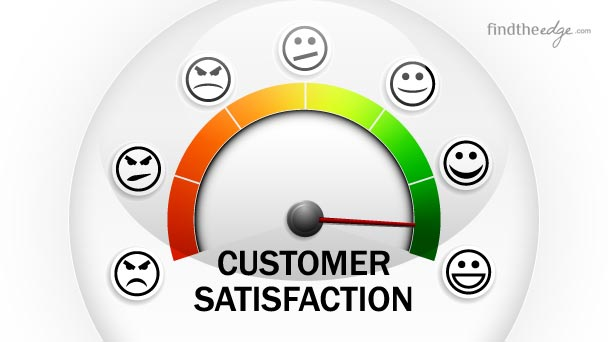 findtheedge.com
CUSTOMER
SATISFACTION